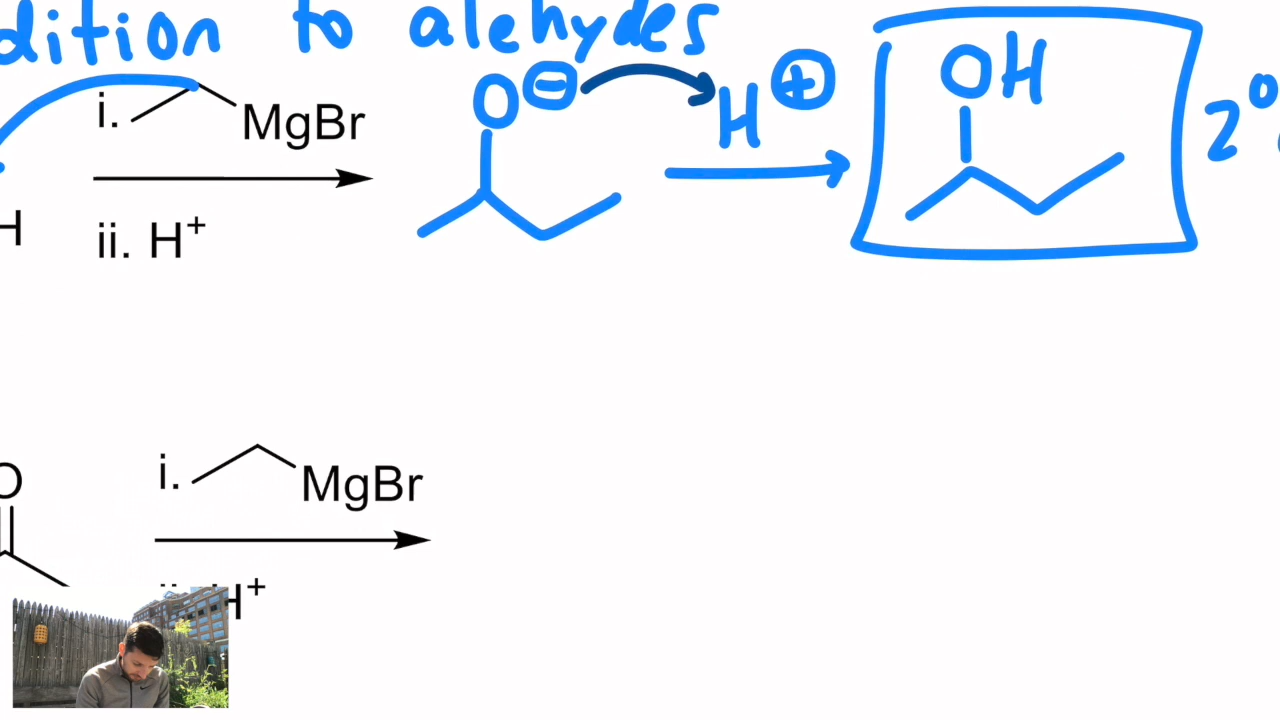 dition to alehydes
i. MgBr
O⊖ H⊕
OH
2°
H ii. H⁺
O
i. MgBr
H⁺